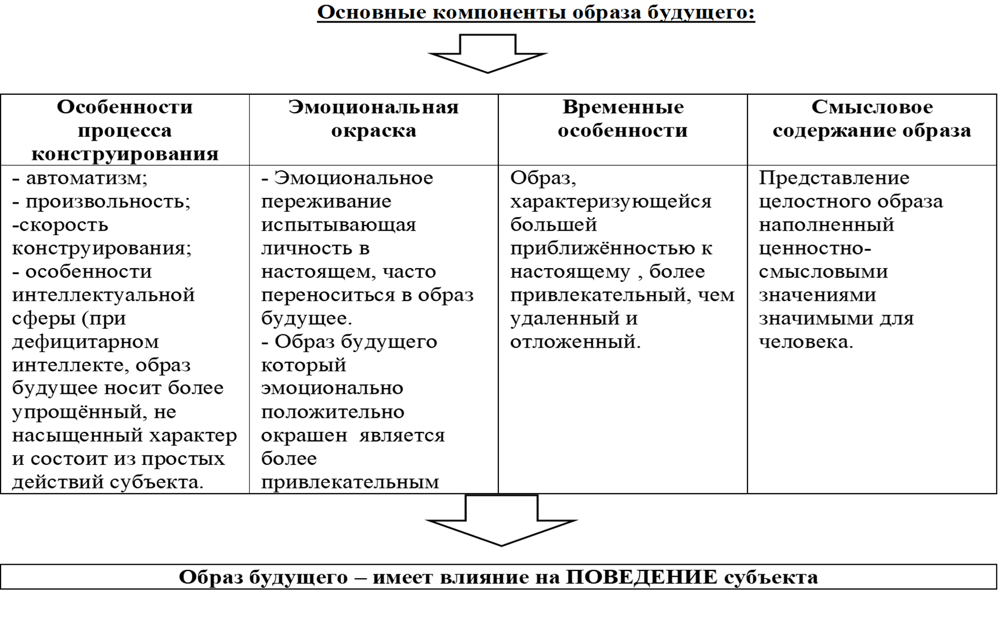 Основные компоненты образа будущего:
Особенности
процесса
конструирования
Эмоциональная
окраска
Временные
особенности
Смысловое
содержание образа
- автоматизм;
- произвольность;
-скорость
конструирования;
- особенности
интеллектуальной
сферы (при
дефицитарном
интеллекте, образ
будущее носит более
упрощённый, не
насыщенный характер
и состоит из простых
действий субъекта.
- Эмоциональное
переживание
испытывающая
личность в
настоящем, часто
переноситься в образ
будущее.
- Образ будущего
который
эмоционально
положительно
окрашен  является
более
привлекательным
Образ,
характеризующейся
большей
приближённостью к
настоящему , более
привлекательный, чем
удаленный и
отложенный.
Представление
целостного образа
наполненный
ценностно-
смысловыми
значениями
значимыми для
человека.
Образ будущего – имеет влияние на ПОВЕДЕНИЕ субъекта